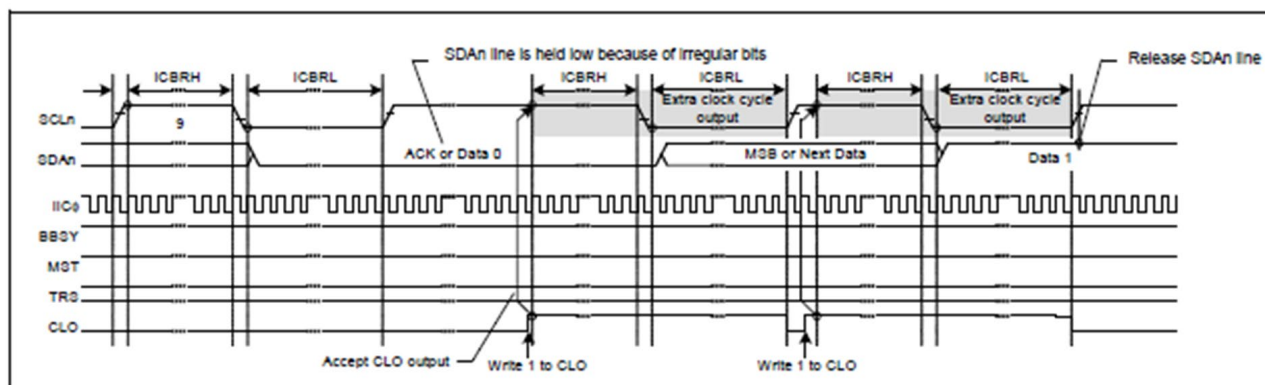 SDAn line is held low because of irregular bits
Release SDAn line
ICBRH
ICBRL
ICBRH
ICBRL
ICBRH
ICBRL
Extra clock cycle
output
Extra clock cycle
output
SCLn
9
SDAn
ACK or Data 0
MSB or Next Data
Data 1
IICφ
BBSY
MST
TRS
CLO
Accept CLO output
Write 1 to CLO
Write 1 to CLO